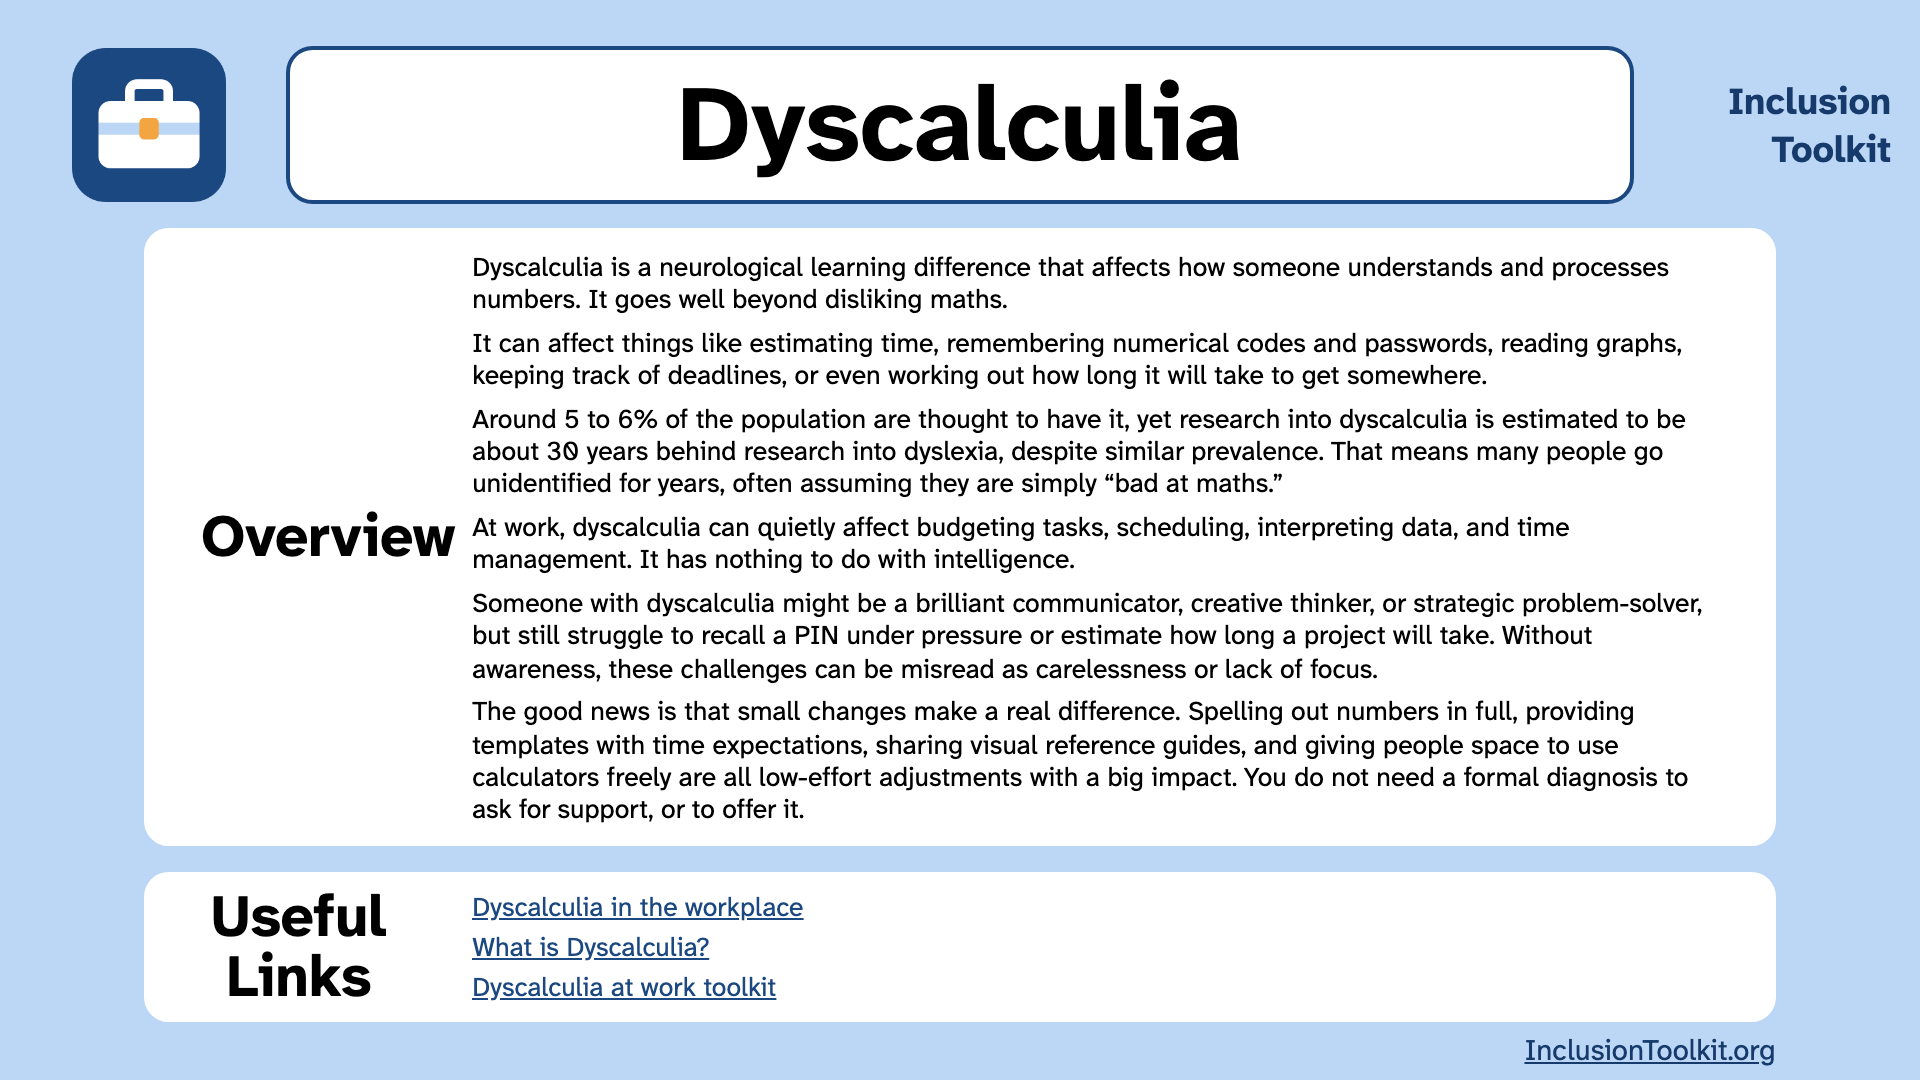 Dyscalculia
Inclusion
Toolkit
Overview
Dyscalculia is a neurological learning difference that affects how someone understands and processes
numbers. It goes well beyond disliking maths.
It can affect things like estimating time, remembering numerical codes and passwords, reading graphs,
keeping track of deadlines, or even working out how long it will take to get somewhere.
Around 5 to 6% of the population are thought to have it, yet research into dyscalculia is estimated to be
about 30 years behind research into dyslexia, despite similar prevalence. That means many people go
unidentified for years, often assuming they are simply “bad at maths.”
At work, dyscalculia can quietly affect budgeting tasks, scheduling, interpreting data, and time
management. It has nothing to do with intelligence.
Someone with dyscalculia might be a brilliant communicator, creative thinker, or strategic problem-solver,
but still struggle to recall a PIN under pressure or estimate how long a project will take. Without
awareness, these challenges can be misread as carelessness or lack of focus.
The good news is that small changes make a real difference. Spelling out numbers in full, providing
templates with time expectations, sharing visual reference guides, and giving people space to use
calculators freely are all low-effort adjustments with a big impact. You do not need a formal diagnosis to
ask for support, or to offer it.
Useful
Links
Dyscalculia in the workplace
What is Dyscalculia?
Dyscalculia at work toolkit
InclusionToolkit.org